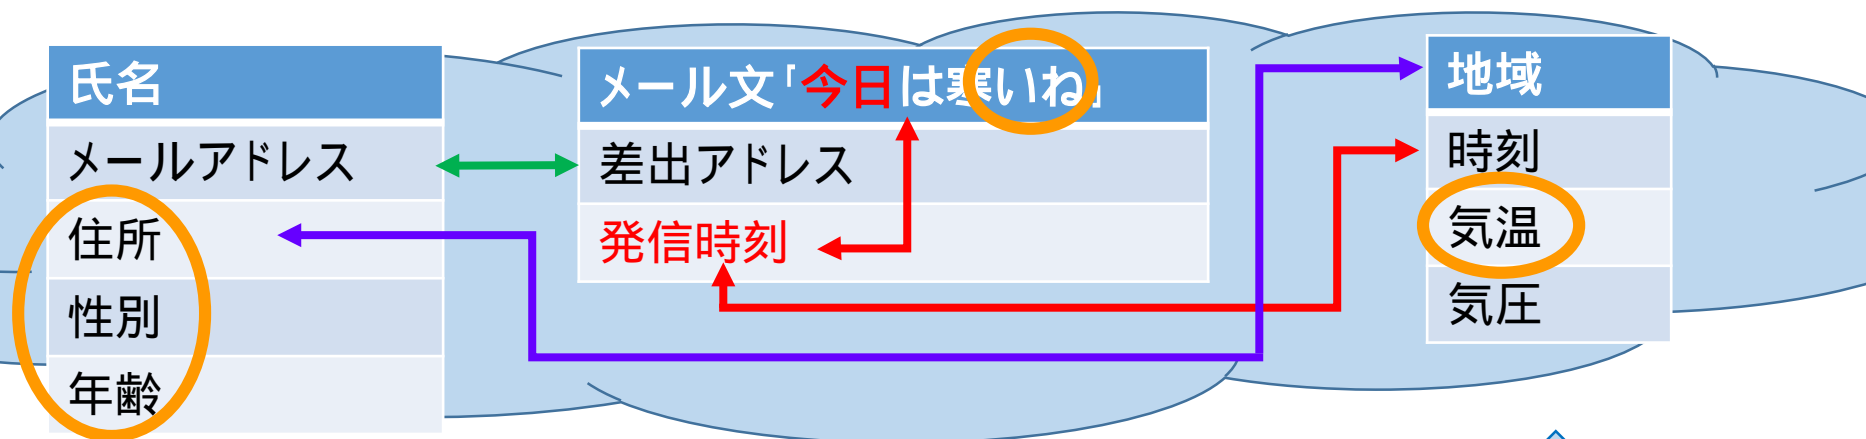 氏名
メールアドレス
住所
性別
年齢
メール文「今日は寒いね」
差出アドレス
発信時刻
地域
時刻
気温
気圧